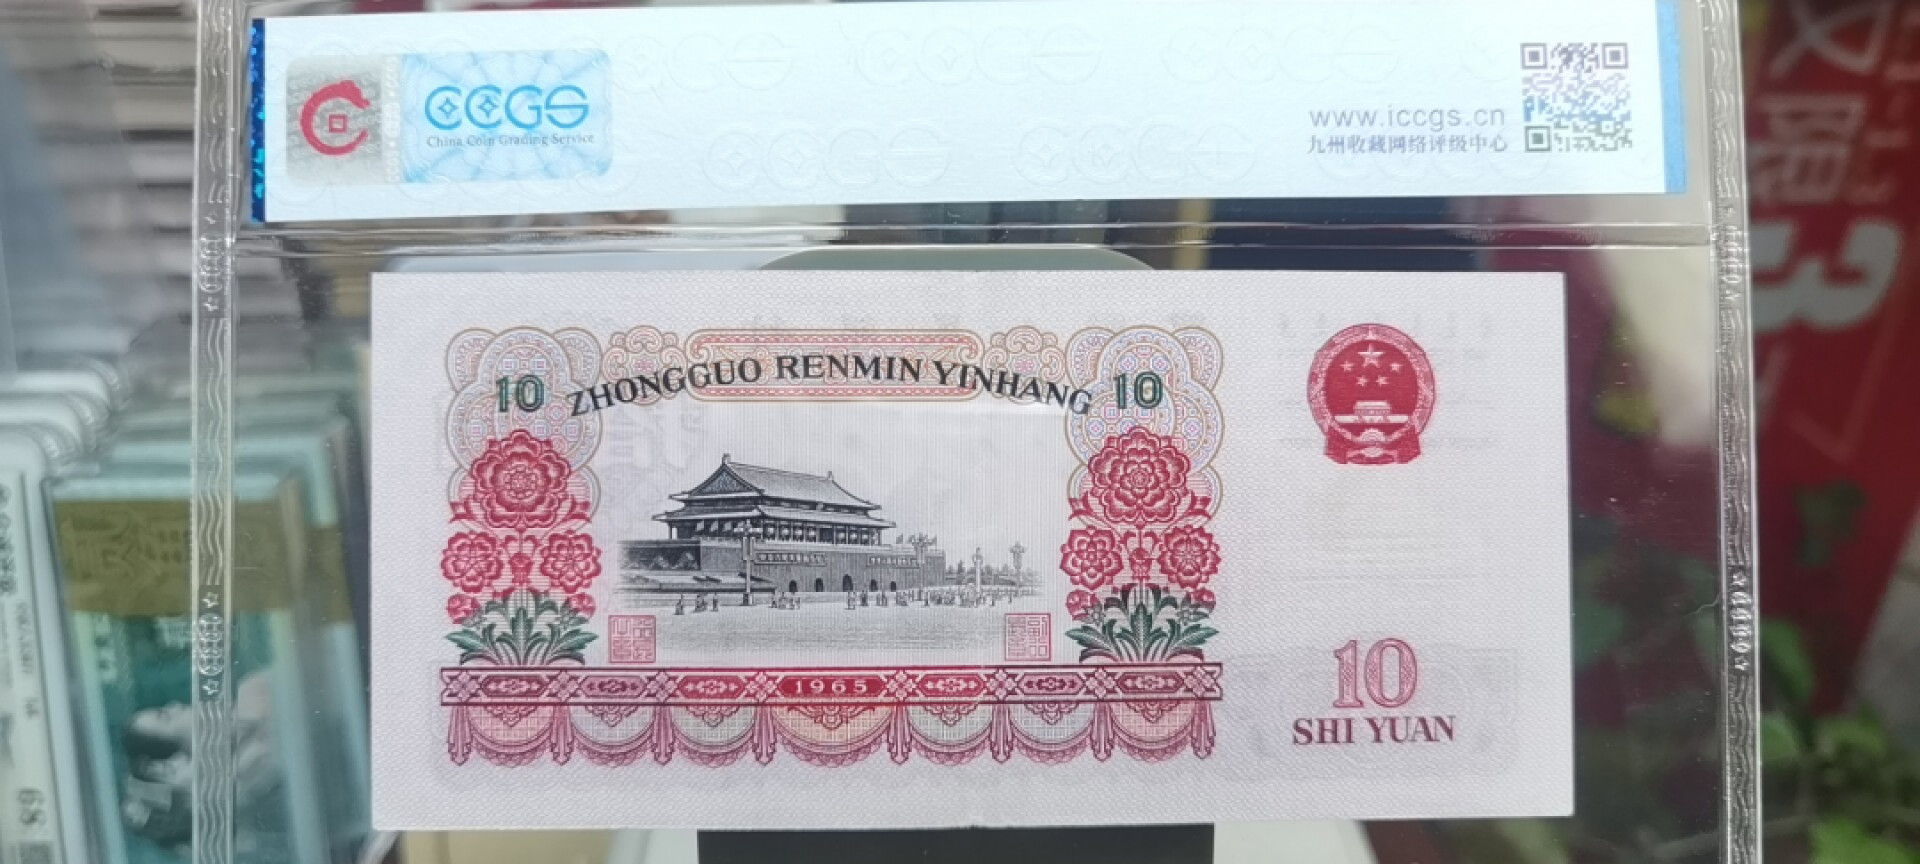 CCGS
China Coin Grading Service
www.iccgs.cn
九州收藏网络评级中心
ZHONGGUO RENMIN YINHANG
10
10
1965
10
SHI YUAN